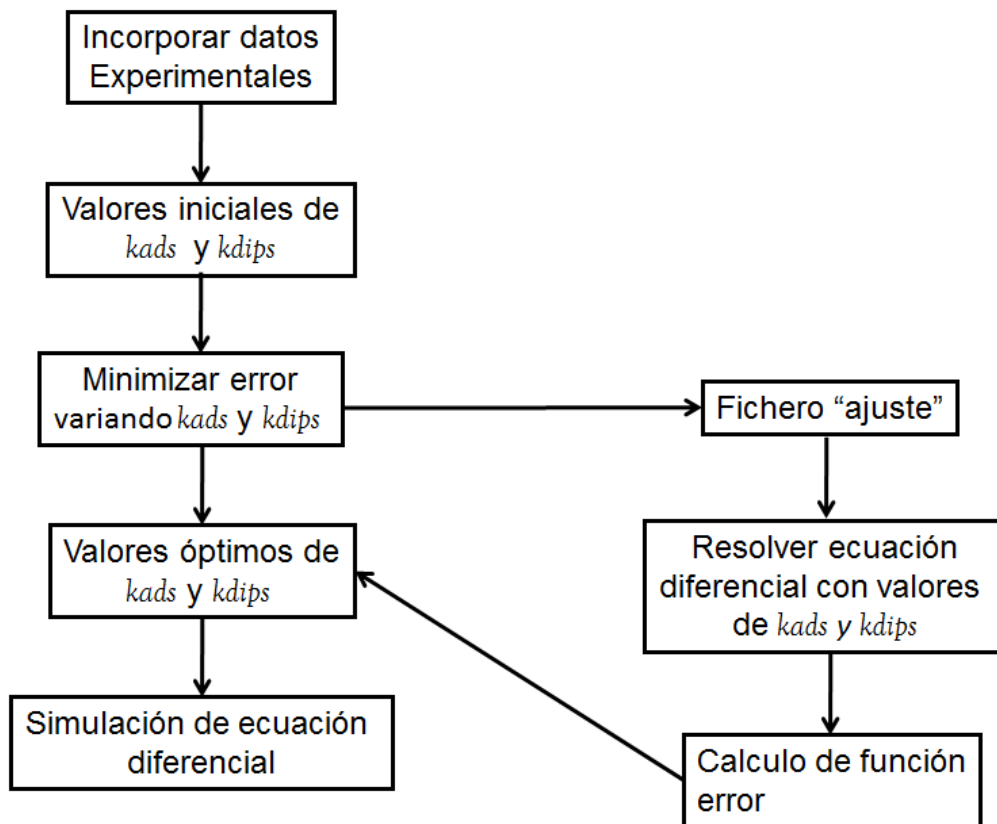 Incorporar datos
Experimentales
Valores iniciales de
kads y kdips
Minimizar error
variando kads y kdips
Fichero “ajuste”
Valores óptimos de
kads y kdips
Resolver ecuación
diferencial con valores
de kads y kdips
Simulación de ecuación
diferencial
Calculo de función
error